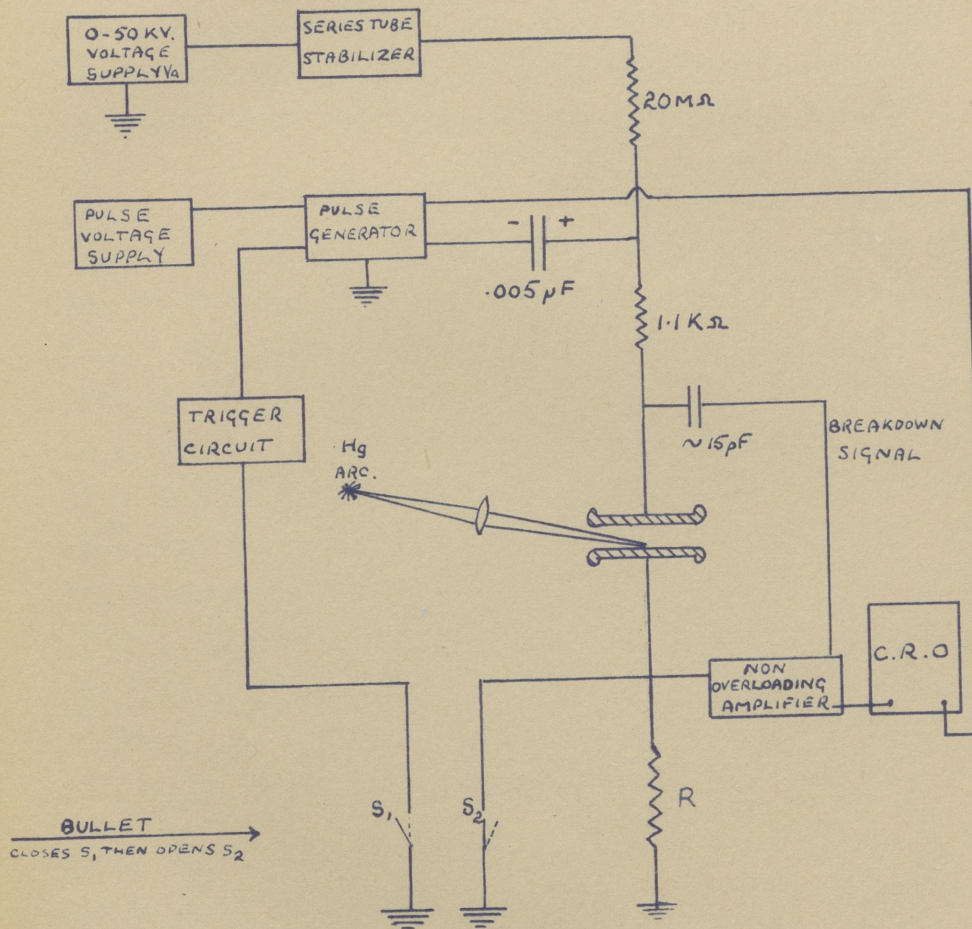 0-50 KV.
VOLTAGE
SUPPLY Va
SERIES TUBE
STABILIZER
20MΩ
PULSE
VOLTAGE
SUPPLY
PULSE
GENERATOR
- +
.005µF
1.1KΩ
TRIGGER
CIRCUIT
Hg
ARC.
~15pF
BREAKDOWN
SIGNAL
NON
OVERLOADING
AMPLIFIER
C.R.O
S1
S2
R
BULLET
CLOSES S1 THEN OPENS S2